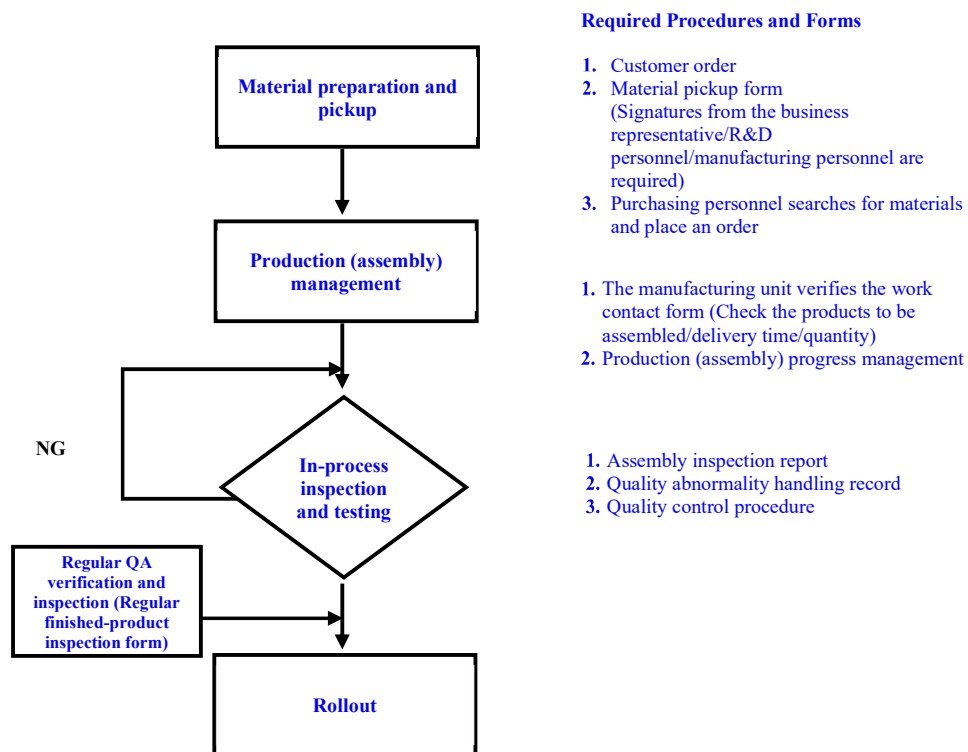 Required Procedures and Forms
Material preparation and
pickup
1. Customer order
2. Material pickup form
(Signatures from the business
representative/R&D
personnel/manufacturing personnel are
required)
3. Purchasing personnel searches for materials
and place an order
Production (assembly)
management
1. The manufacturing unit verifies the work
contact form (Check the products to be
assembled/delivery time/quantity)
2. Production (assembly) progress management
NG
In-process
inspection
and testing
1. Assembly inspection report
2. Quality abnormality handling record
3. Quality control procedure
Regular QA
verification and
inspection (Regular
finished-product
inspection form)
Rollout